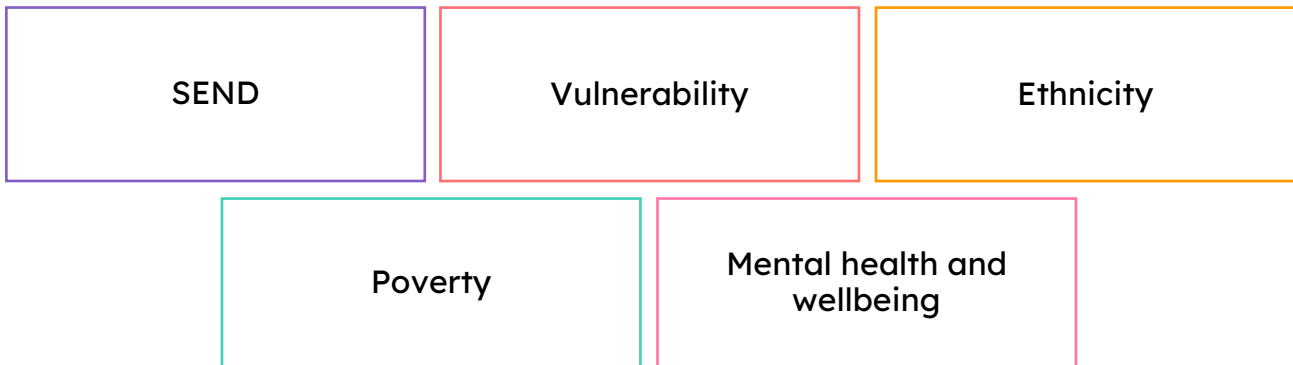 SEND
Vulnerability
Ethnicity
Poverty
Mental health and
wellbeing